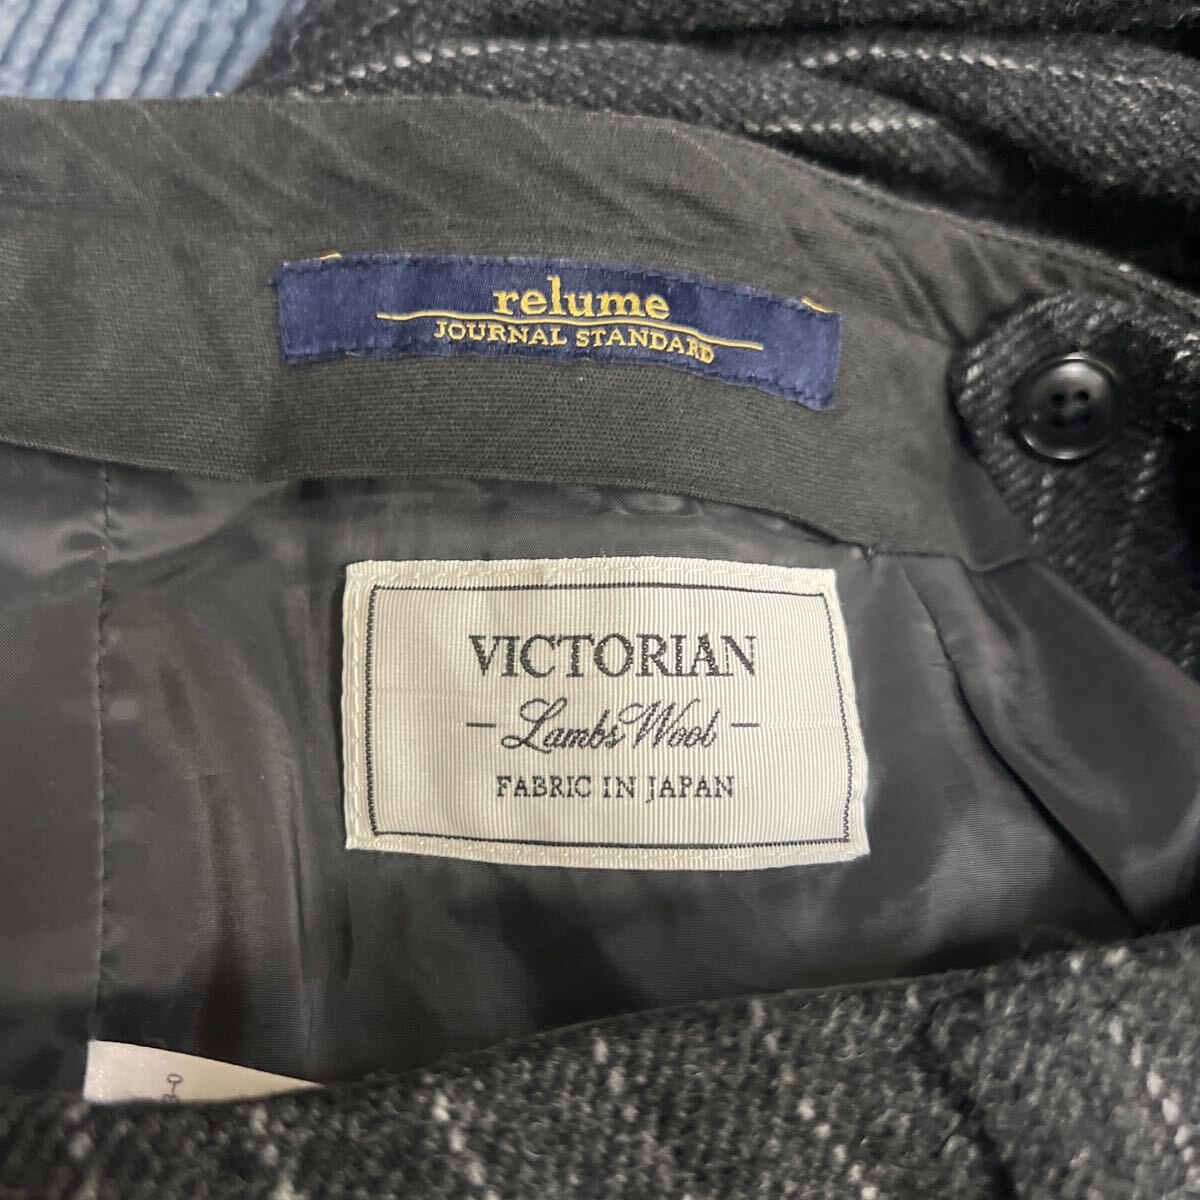 relume
JOURNAL STANDARD
VICTORIAN
- Lambs Wool -
FABRIC IN JAPAN